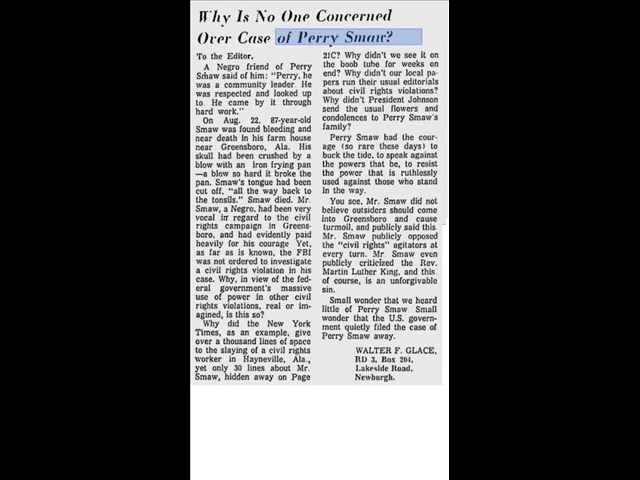 Why Is No One Concerned
Over Case of Perry Smaw?
To the Editor,
A Negro friend of Perry
Smaw said of him: "Perry, he
was a community leader He
was respected and looked up
to He came by it through
hard work."
On Aug. 22, 87-year-old
Smaw was found bleeding and
near death in his farm house
near Greensboro, Ala. His
skull had been crushed by a
blow with an iron frying pan
—a blow so hard it broke the
pan. Smaw's tongue had been
cut off, "all the way back to
the tonsils." Smaw died. Mr.
Smaw, a Negro, had been very
vocal in regard to the civil
rights campaign in Greens-
boro, and had evidently paid
heavily for his courage Yet,
as far as is known, the FBI
was not ordered to investigate
a civil rights violation in his
case. Why, in view of the fed-
eral government's massive
use of power in other civil
rights violations, real or im-
agined, is this so?
Why did the New York
Times, as an example, give
over a thousand lines of space
to the slaying of a civil rights
worker in Hayneville, Ala.,
yet only 30 lines about Mr.
Smaw, hidden away on Page
21C? Why didn't we see it on
the boob tube for weeks on
end? Why didn't our local pa-
pers run their usual editorials
about civil rights violations?
Why didn't President Johnson
send the usual flowers and
condolences to Perry Smaw's
family?
Perry Smaw had the cour-
age (so rare these days) to
buck the tide, to speak against
the powers that be, to resist
the power that is ruthlessly
used against those who stand
in the way.
You see, Mr. Smaw did not
believe outsiders should come
into Greensboro and cause
turmoil, and publicly said this.
Mr. Smaw publicly opposed
the "civil rights" agitators at
every turn. Mr Smaw even
publicly criticized the Rev.
Martin Luther King, and this
of course, is an unforgivable
sin.
Small wonder that we heard
little of Perry Smaw Small
wonder that the U.S. govern-
ment quietly filed the case of
Perry Smaw away.
WALTER F. GLACE,
RD 3, Box 204,
Lakeside Road,
Newburgh.